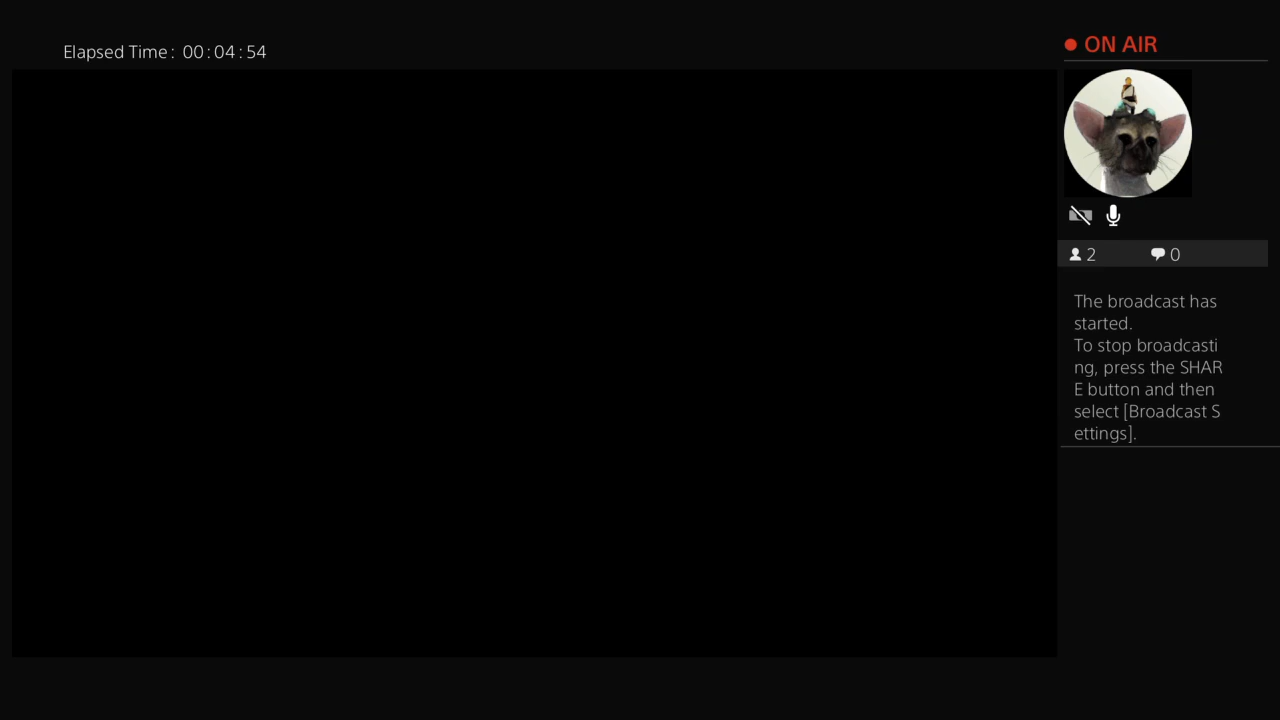 Elapsed Time: 00:04:54
ON AIR
2 0
The broadcast has
started.
To stop broadcasti
ng, press the SHAR
E button and then
select [Broadcast S
ettings].